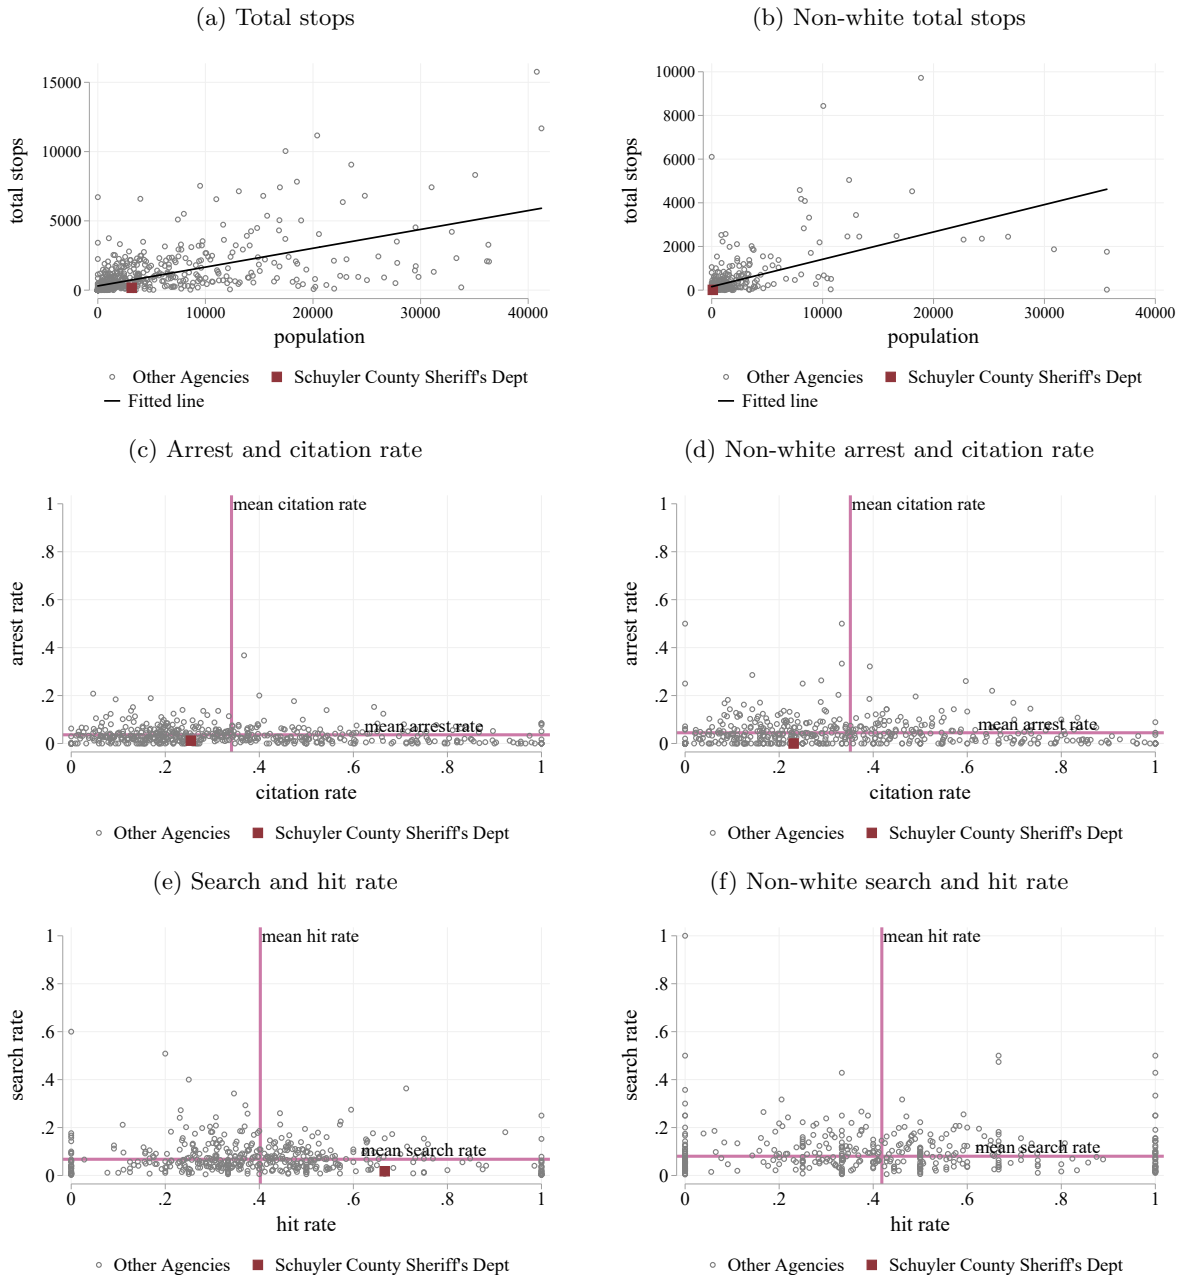 (a) Total stops
total stops
15000
10000
5000
0
0 10000 20000 30000 40000
population
Other Agencies Schuyler County Sheriff's Dept
Fitted line
(b) Non-white total stops
total stops
10000
8000
6000
4000
2000
0
0 10000 20000 30000 40000
population
Other Agencies Schuyler County Sheriff's Dept
Fitted line
(c) Arrest and citation rate
mean citation rate
arrest rate
1
.8
.6
.4
.2
0
mean arrest rate
0 .2 .4 .6 .8 1
citation rate
Other Agencies Schuyler County Sheriff's Dept
(d) Non-white arrest and citation rate
mean citation rate
arrest rate
1
.8
.6
.4
.2
0
mean arrest rate
0 .2 .4 .6 .8 1
citation rate
Other Agencies Schuyler County Sheriff's Dept
(e) Search and hit rate
mean hit rate
search rate
1
.8
.6
.4
.2
0
mean search rate
0 .2 .4 .6 .8 1
hit rate
Other Agencies Schuyler County Sheriff's Dept
(f) Non-white search and hit rate
mean hit rate
search rate
1
.8
.6
.4
.2
0
mean search rate
0 .2 .4 .6 .8 1
hit rate
Other Agencies Schuyler County Sheriff's Dept